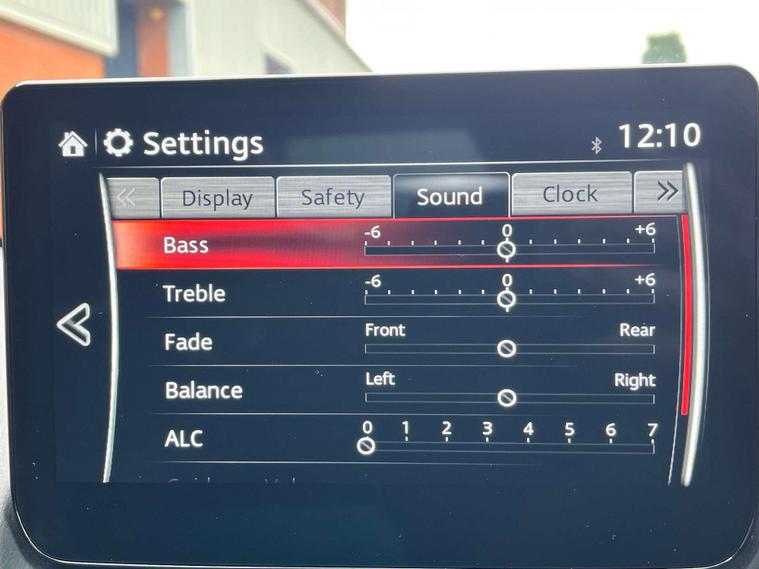 Settings 12:10
Display Safety Sound Clock
Bass -6 0 +6
Treble -6 0 +6
Fade Front Rear
Balance Left Right
ALC 0 1 2 3 4 5 6 7